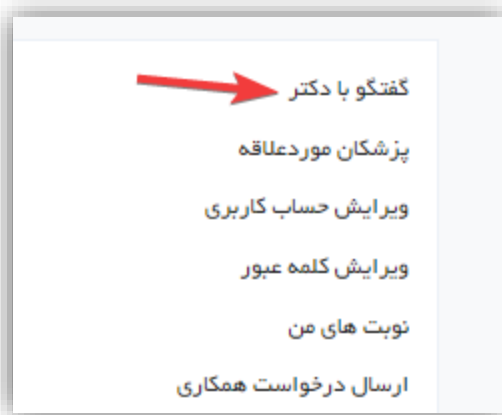 گفتگو با دکتر
پزشکان موردعلاقه
ویرایش حساب کاربری
ویرایش کلمه عبور
نوبت های من
ارسال درخواست همکاری